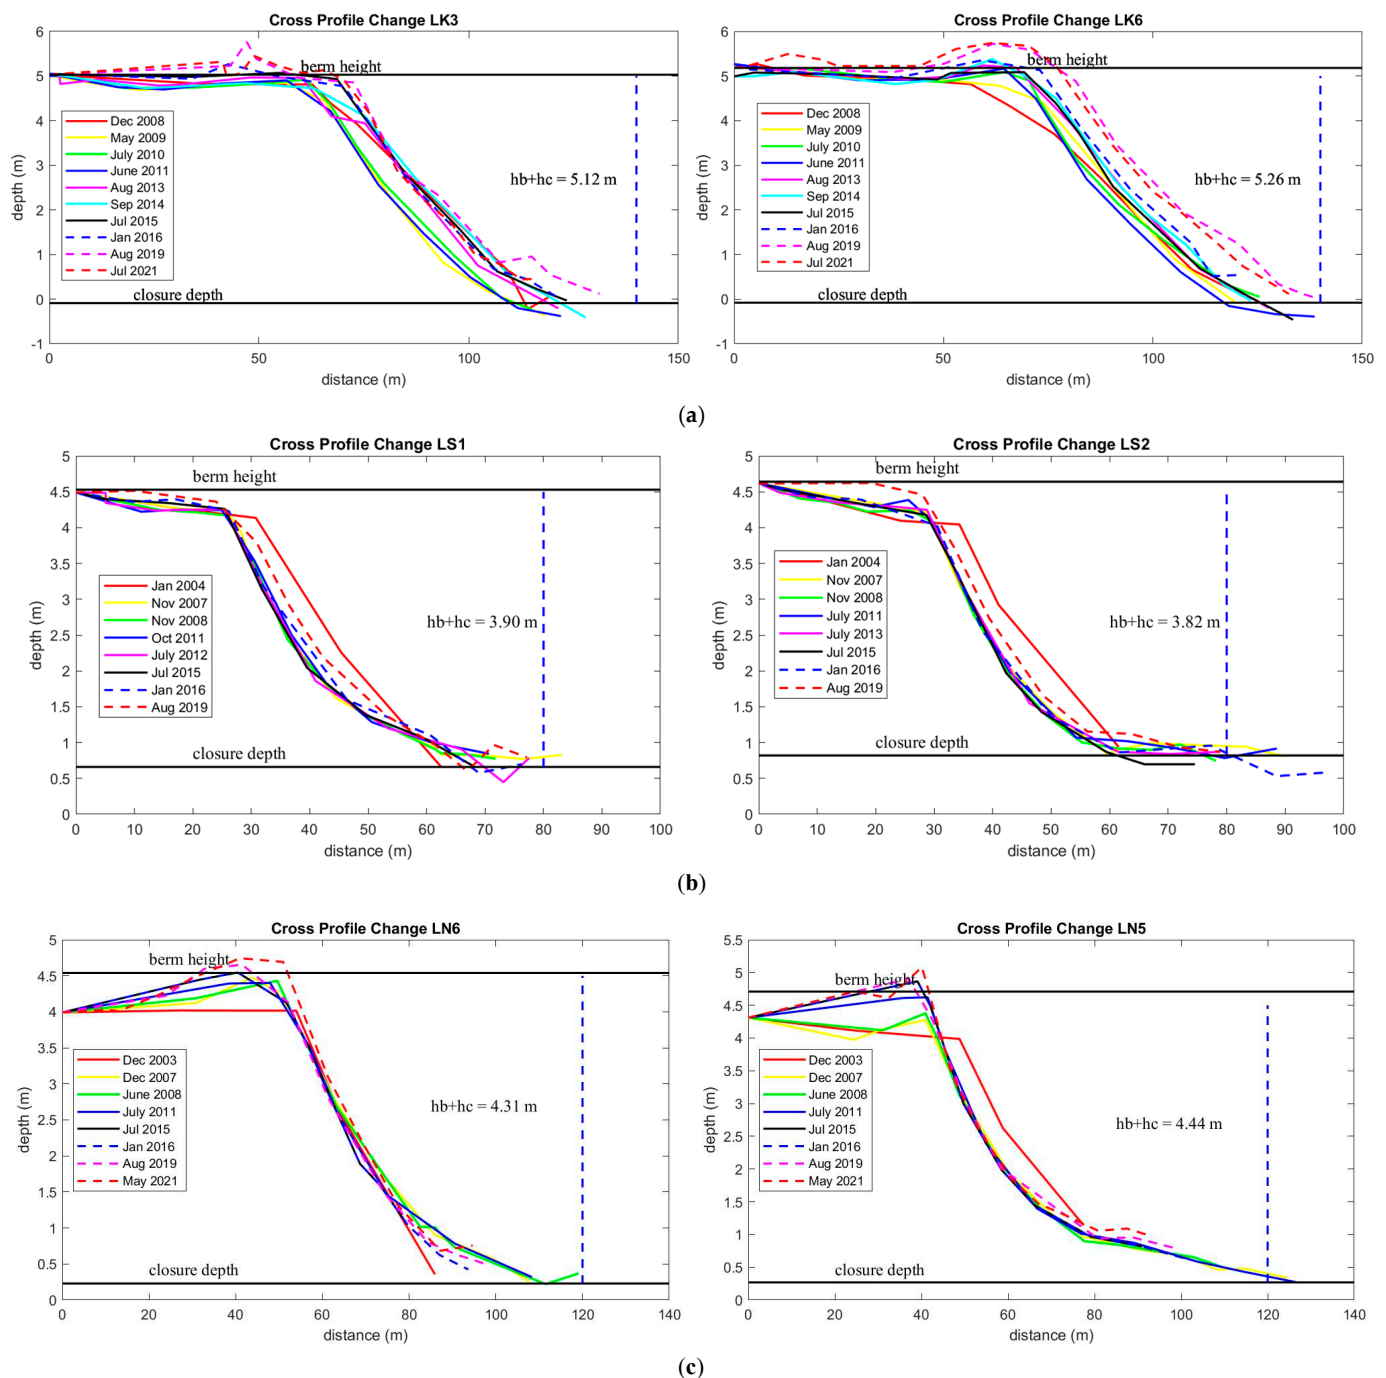 Cross Profile Change LK3
6
5
4
3
2
1
0
-1
depth (m)
berm height
Dec 2008
May 2009
July 2010
June 2011
Aug 2013
Sep 2014
Jul 2015
Jan 2016
Aug 2019
Jul 2021
hb+hc = 5.12 m
closure depth
0 50 100 150
distance (m)
Cross Profile Change LK6
6
5
4
3
2
1
0
-1
depth (m)
berm height
Dec 2008
May 2009
July 2010
June 2011
Aug 2013
Sep 2014
Jul 2015
Jan 2016
Aug 2019
Jul 2021
hb+hc = 5.26 m
closure depth
0 50 100 150
distance (m)
(a)
Cross Profile Change LS1
5
4.5
4
3.5
3
2.5
2
1.5
1
0.5
0
depth (m)
berm height
Jan 2004
Nov 2007
Nov 2008
Oct 2011
July 2012
Jul 2015
Jan 2016
Aug 2019
hb+hc = 3.90 m
closure depth
0 10 20 30 40 50 60 70 80 90 100
distance (m)
Cross Profile Change LS2
5
4.5
4
3.5
3
2.5
2
1.5
1
0.5
0
depth (m)
berm height
Jan 2004
Nov 2007
Nov 2008
July 2011
July 2013
Jul 2015
Jan 2016
Aug 2019
hb+hc = 3.82 m
closure depth
0 10 20 30 40 50 60 70 80 90 100
distance (m)
(b)
Cross Profile Change LN6
5
4.5
4
3.5
3
2.5
2
1.5
1
0.5
0
depth (m)
berm height
Dec 2003
Dec 2007
June 2008
July 2011
Jul 2015
Jan 2016
Aug 2019
May 2021
hb+hc = 4.31 m
closure depth
0 20 40 60 80 100 120 140
distance (m)
Cross Profile Change LN5
5.5
5
4.5
4
3.5
3
2.5
2
1.5
1
0.5
0
depth (m)
berm height
Dec 2003
Dec 2007
June 2008
July 2011
Jul 2015
Jan 2016
Aug 2019
May 2021
hb+hc = 4.44 m
closure depth
0 20 40 60 80 100 120 140
distance (m)
(c)